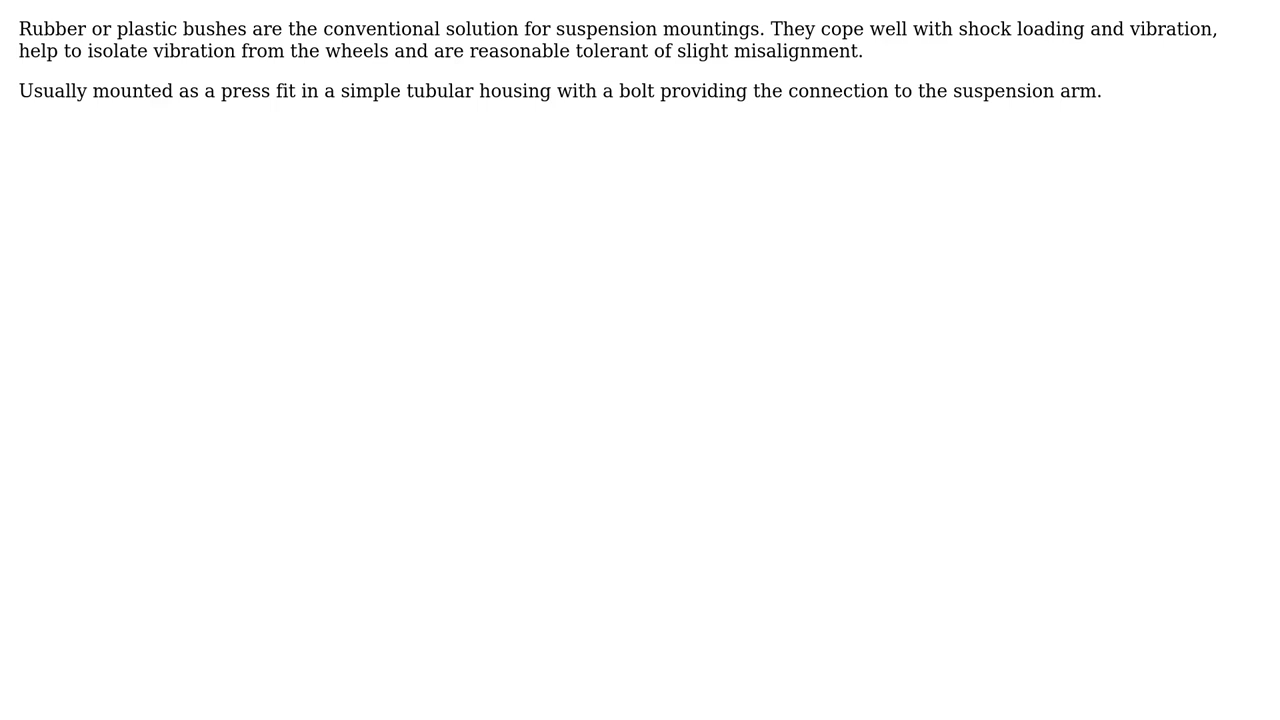 Rubber or plastic bushes are the conventional solution for suspension mountings. They cope well with shock loading and vibration,
help to isolate vibration from the wheels and are reasonable tolerant of slight misalignment.
Usually mounted as a press fit in a simple tubular housing with a bolt providing the connection to the suspension arm.